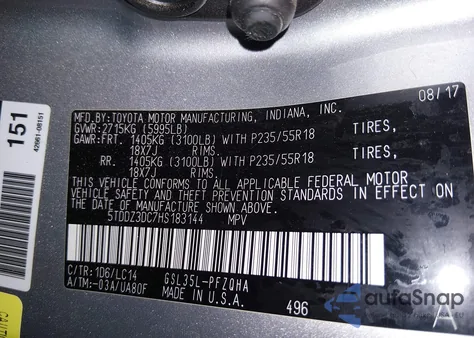 08/17
MFD.BY:TOYOTA MOTOR MANUFACTURING, INDIANA, INC.
GVWR:2715KG (5995LB)
GAWR:FRT. 1405KG (3100LB) WITH P235/55R18 TIRES,
18X7J RIMS,
RR. 1405KG (3100LB) WITH P235/55R18 TIRES,
18X7J
THIS VEHICLE CONFORMS TO ALL APPLICABLE FEDERAL MOTOR
VEHICLE SAFETY AND THEFT PREVENTION STANDARDS IN EFFECT ON
THE DATE OF MANUFACTURE SHOWN ABOVE.
5TDDZ3DC7HS183144 MPV
C/TR:1D6/LC14 GSL35L-PFZQHA
A/TM:-03A/UA80F MADE IN U.S.A. 496
A
151
42661-08151
autoSnap